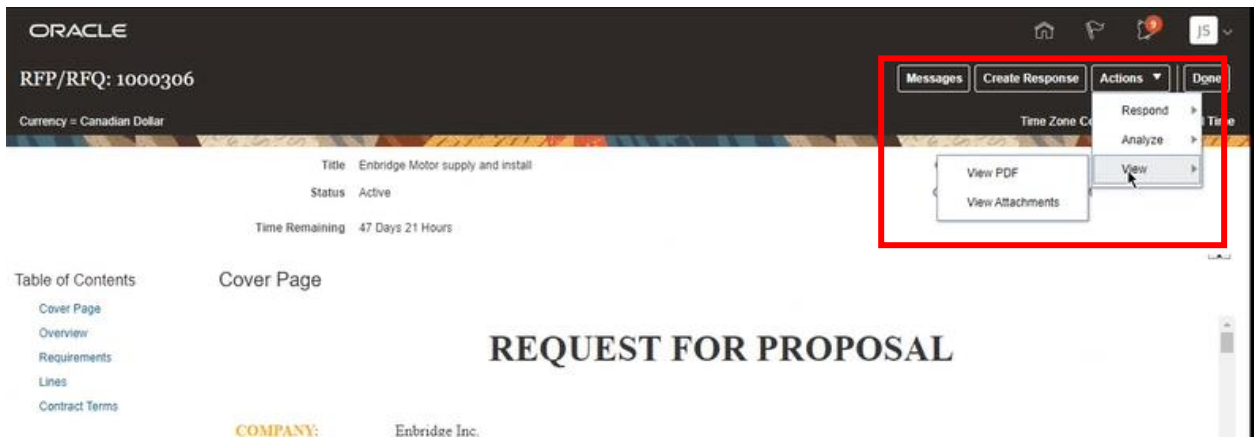 ORACLE
9
JS
RFP/RFQ: 1000306
Messages
Create Response
Actions
Done
Currency = Canadian Dollar
Time Zone
Time
Respond
Analyze
View
View PDF
View Attachments
Title Enbridge Motor supply and install
Status Active
Time Remaining 47 Days 21 Hours
Table of Contents
Cover Page
Overview
Requirements
Lines
Contract Terms
Cover Page
REQUEST FOR PROPOSAL
COMPANY: Enbridge Inc.